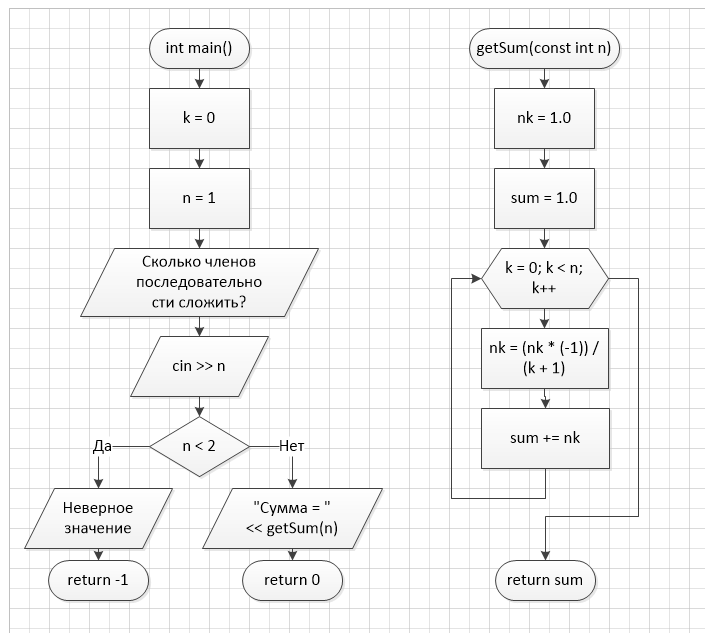 int main()
k = 0
n = 1
Сколько членов
последовательно
сти сложить?
cin >> n
n < 2
Да
Нет
Неверное
значение
"Сумма = "
<< getSum(n)
return -1
return 0
getSum(const int n)
nk = 1.0
sum = 1.0
k = 0; k < n;
k++
nk = (nk * (-1)) /
(k + 1)
sum += nk
return sum